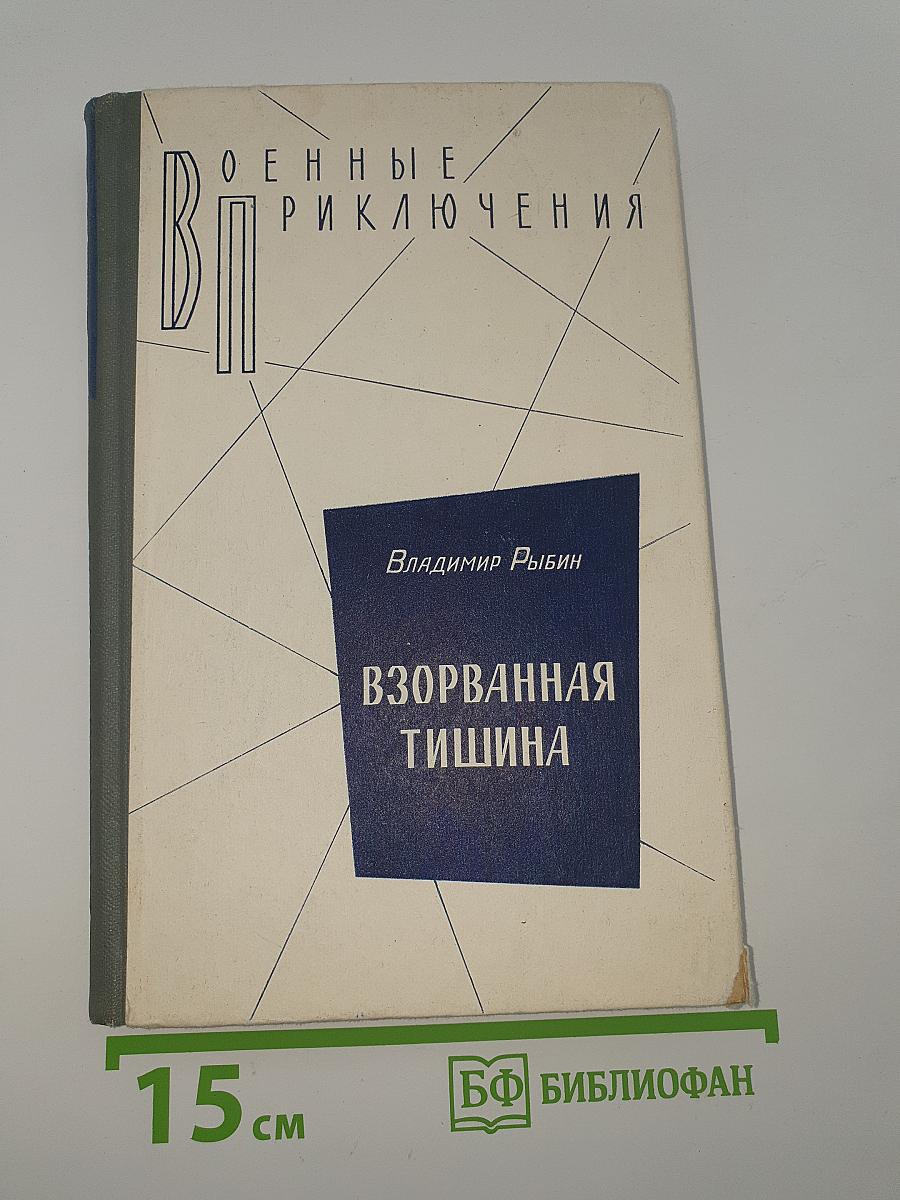 ВОЕННЫЕ
ПРИКЛЮЧЕНИЯ
Владимир Рыбин
ВЗОРВАННАЯ
ТИШИНА
15 см
БФ БИБЛИОФАН